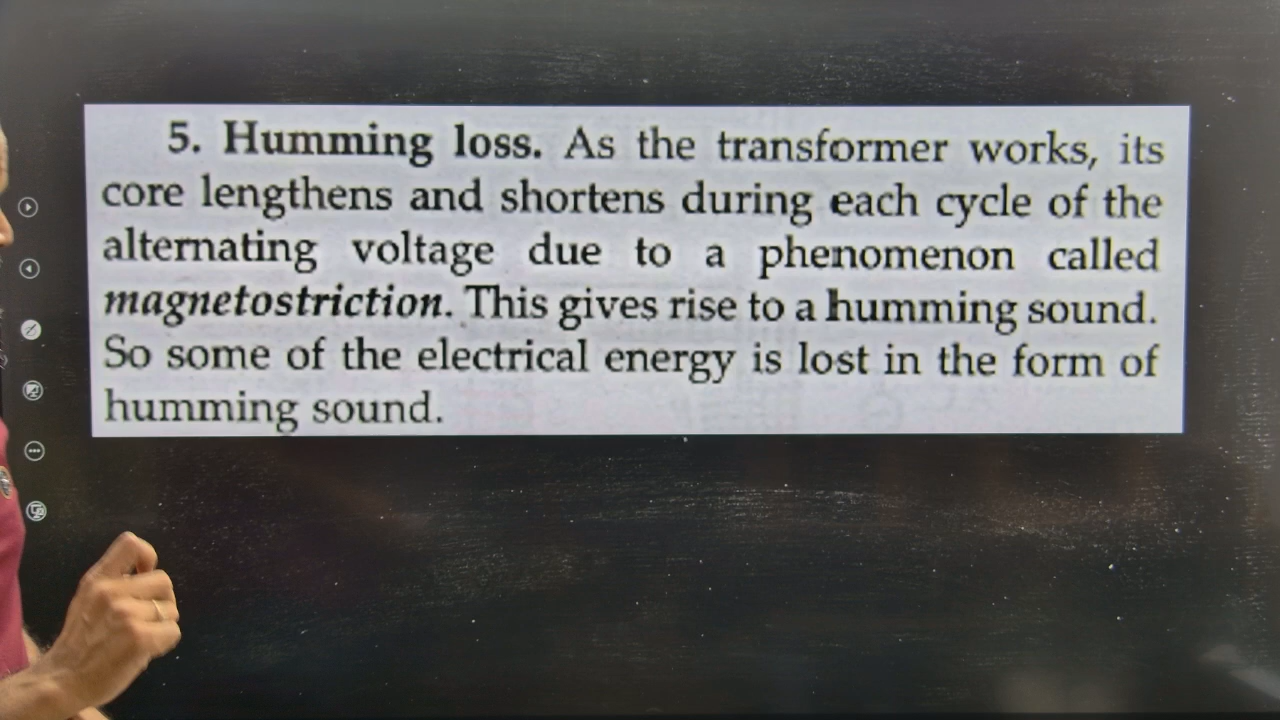 5. Humming loss. As the transformer works, its
core lengthens and shortens during each cycle of the
alternating voltage due to a phenomenon called
magnetostriction. This gives rise to a humming sound.
So some of the electrical energy is lost in the form of
humming sound.